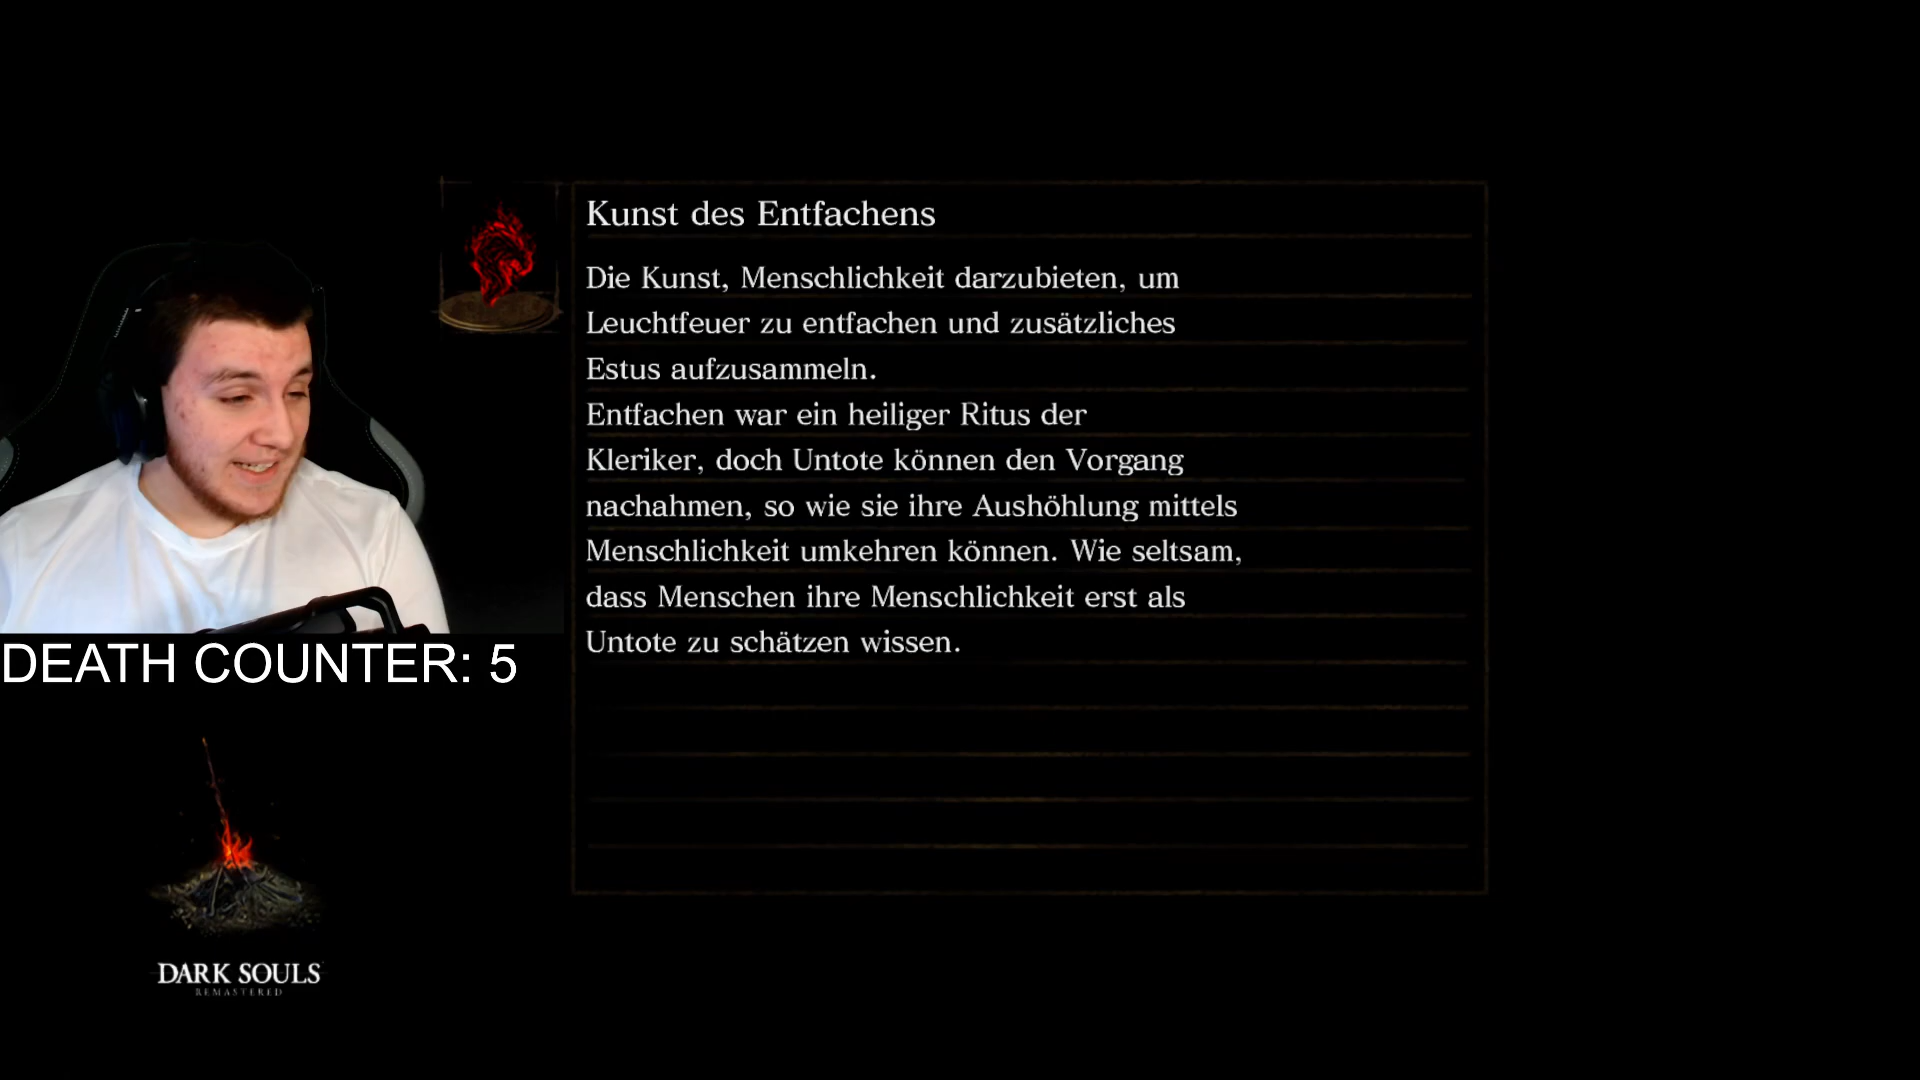 Kunst des Entfachens
Die Kunst, Menschlichkeit darzubieten, um
Leuchtfeuer zu entfachen und zusätzliches
Estus aufzusammeln.
Entfachen war ein heiliger Ritus der
Kleriker, doch Untote können den Vorgang
nachahmen, so wie sie ihre Aushöhlung mittels
Menschlichkeit umkehren können. Wie seltsam,
dass Menschen ihre Menschlichkeit erst als
Untote zu schätzen wissen.
DEATH COUNTER: 5
DARK SOULS
REMASTERED